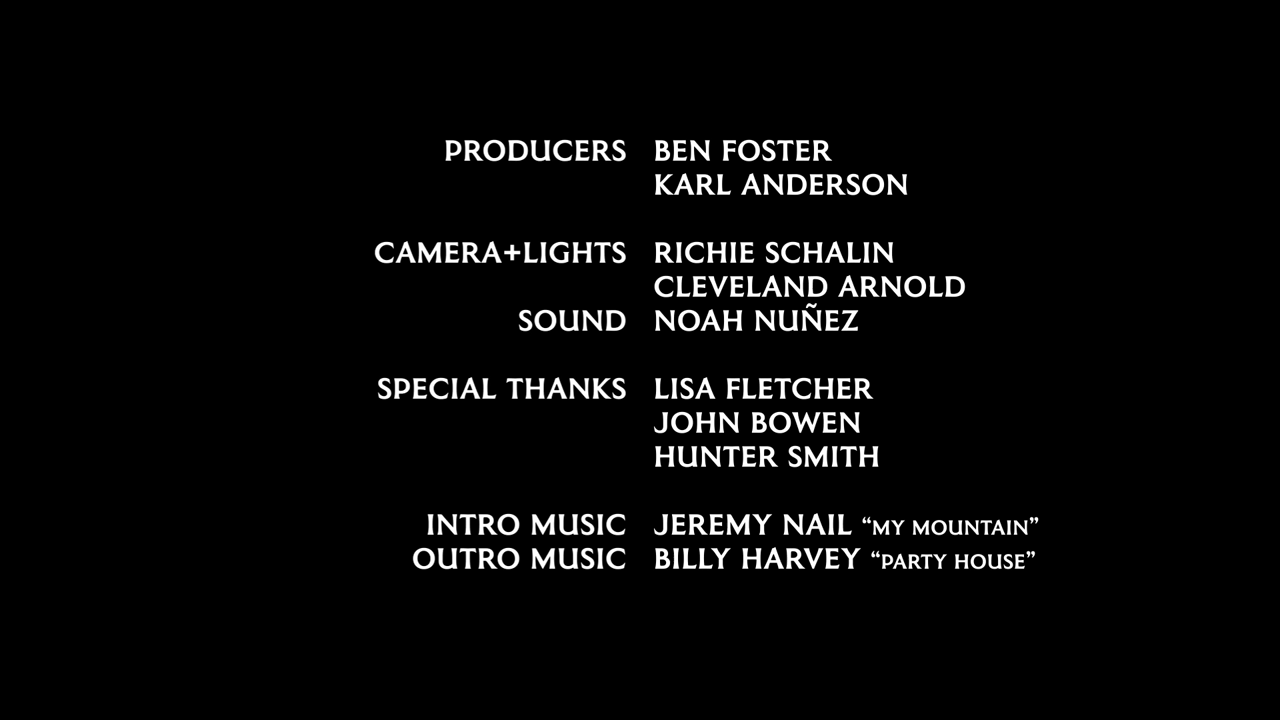 PRODUCERS BEN FOSTER
KARL ANDERSON
CAMERA+LIGHTS RICHIE SCHALIN
CLEVELAND ARNOLD
SOUND NOAH NUÑEZ
SPECIAL THANKS LISA FLETCHER
JOHN BOWEN
HUNTER SMITH
INTRO MUSIC JEREMY NAIL “MY MOUNTAIN”
OUTRO MUSIC BILLY HARVEY “PARTY HOUSE”